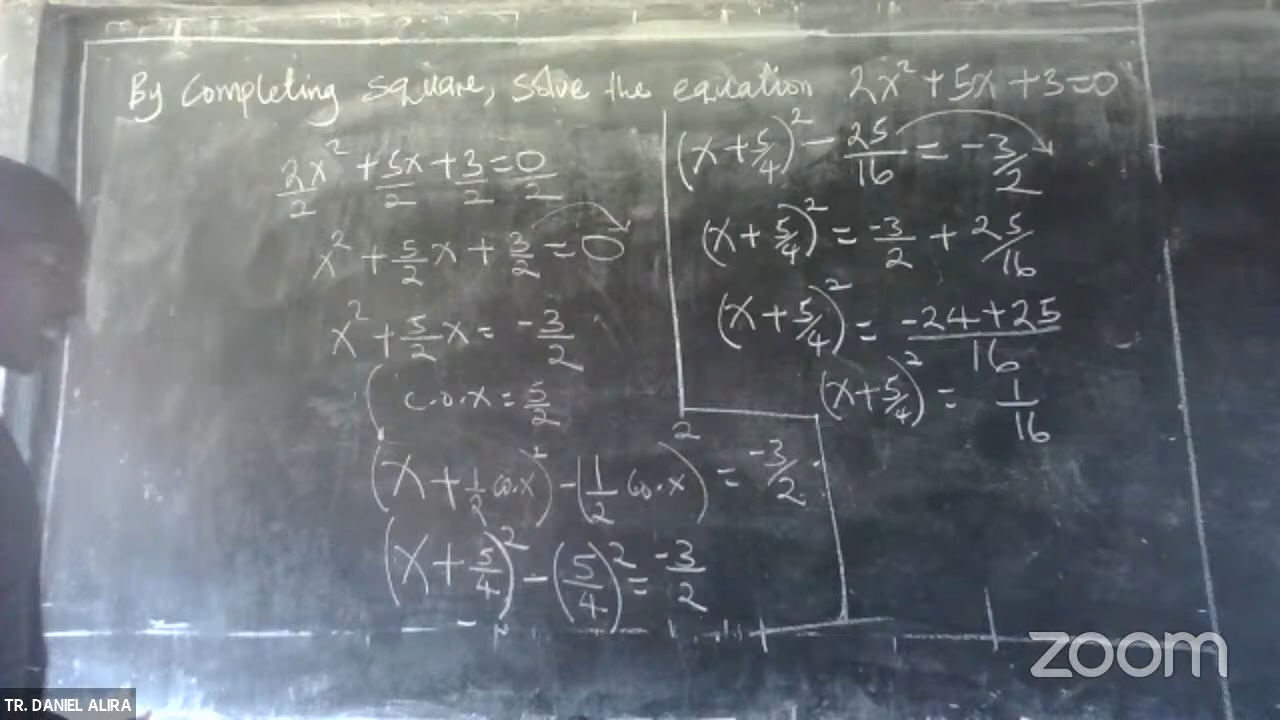 By Completing square, solve the equation 2x² + 5x + 3 = 0
2x²/2 + 5x/2 + 3/2 = 0/2
x² + 5/2 x + 3/2 = 0
x² + 5/2 x = -3/2
c.o.x = 5/2
(x + 1/2 co.x)² - (1/2 co.x)² = -3/2
(x + 5/4)² - (5/4)² = -3/2
(x + 5/4)² - 25/16 = -3/2
(x + 5/4)² = -3/2 + 25/16
(x + 5/4)² = -24+25/16
(x + 5/4)² = 1/16
zoom
TR. DANIEL ALIRA